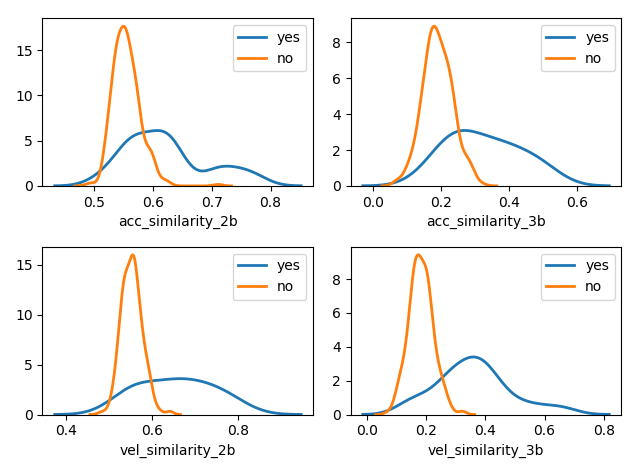 yes
no
15
10
5
0
0.5 0.6 0.7 0.8
acc_similarity_2b
yes
no
8
6
4
2
0
0.0 0.2 0.4 0.6
acc_similarity_3b
yes
no
15
10
5
0
0.4 0.6 0.8
vel_similarity_2b
yes
no
8
6
4
2
0
0.0 0.2 0.4 0.6 0.8
vel_similarity_3b